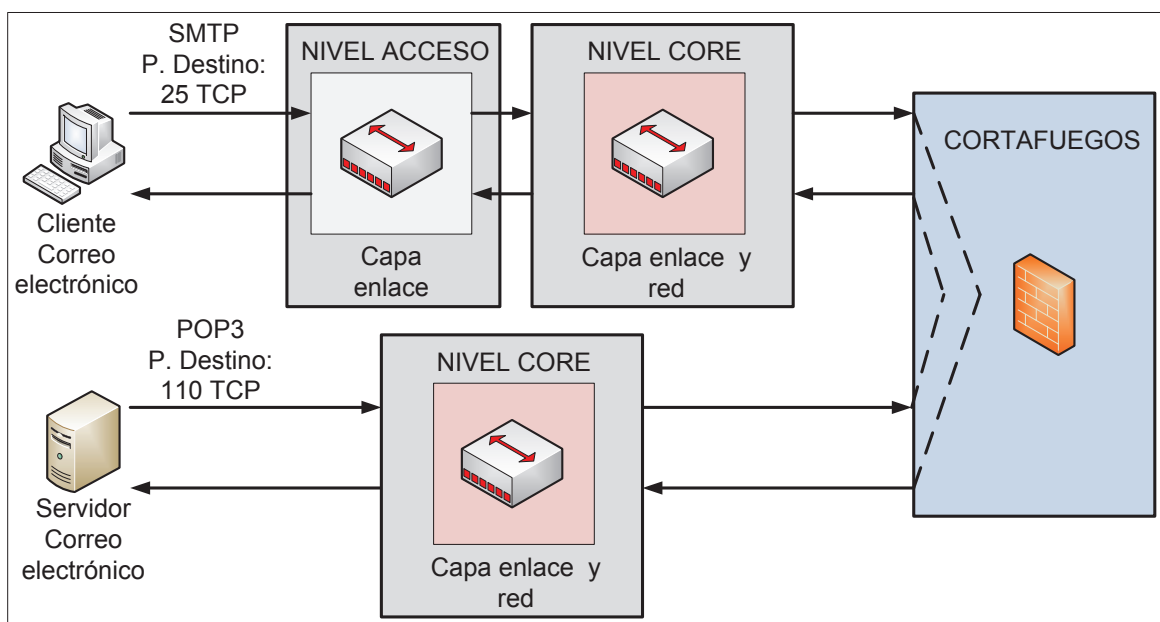 SMTP
P. Destino:
25 TCP
NIVEL ACCESO
NIVEL CORE
CORTAFUEGOS
Cliente
Correo
electrónico
Capa
enlace
Capa enlace y
red
POP3
P. Destino:
110 TCP
NIVEL CORE
Servidor
Correo
electrónico
Capa enlace y
red